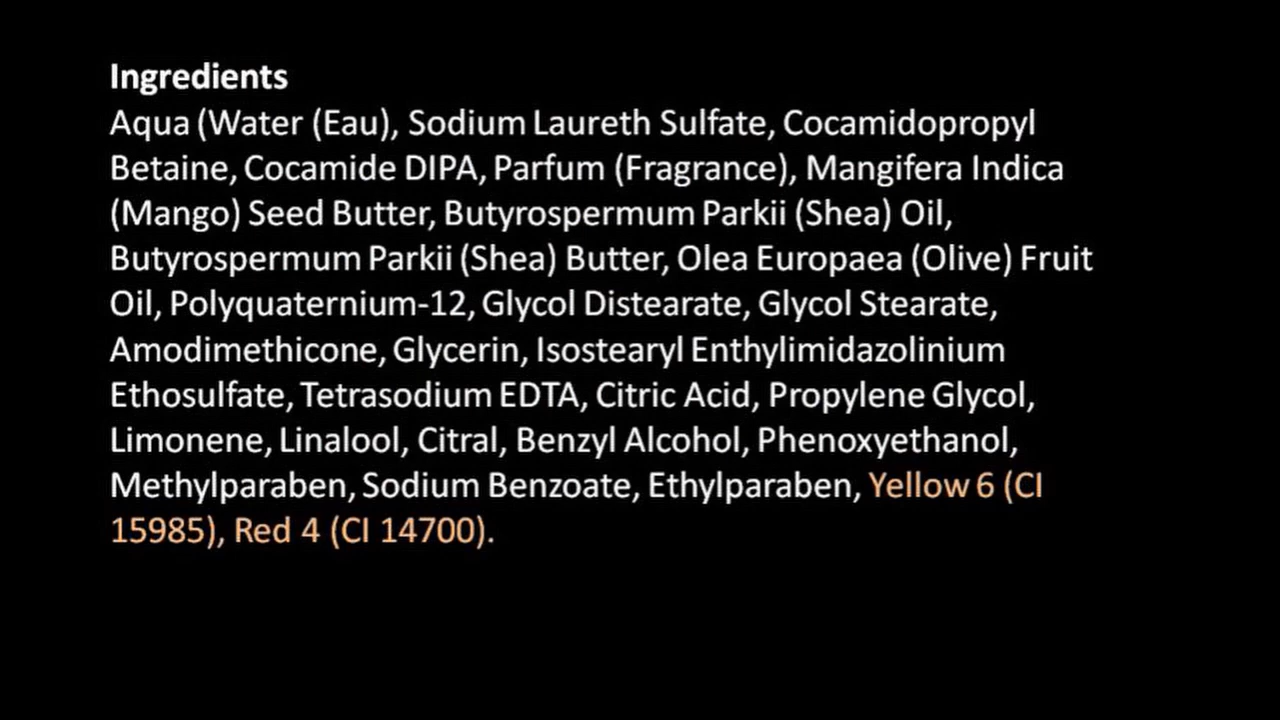 Ingredients
Aqua (Water (Eau), Sodium Laureth Sulfate, Cocamidopropyl
Betaine, Cocamide DIPA, Parfum (Fragrance), Mangifera Indica
(Mango) Seed Butter, Butyrospermum Parkii (Shea) Oil,
Butyrospermum Parkii (Shea) Butter, Olea Europaea (Olive) Fruit
Oil, Polyquaternium-12, Glycol Distearate, Glycol Stearate,
Amodimethicone, Glycerin, Isostearyl Enthylimidazolinium
Ethosulfate, Tetrasodium EDTA, Citric Acid, Propylene Glycol,
Limonene, Linalool, Citral, Benzyl Alcohol, Phenoxyethanol,
Methylparaben, Sodium Benzoate, Ethylparaben, Yellow 6 (CI
15985), Red 4 (CI 14700).